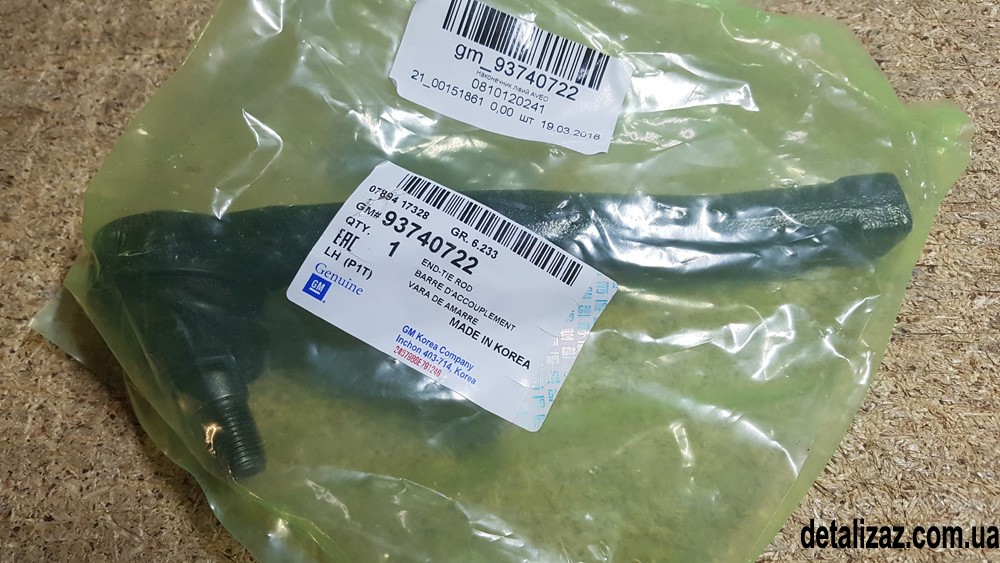 gm_93740722
Наконечник лівий AVEO
0810120241
21_00151861 0,00 шт 19.03.2018
07894 17328 GR. 6.233
GM# 93740722
QTY. 1
EAC
LH (P1T)
END-TIE ROD
BARRE D'ACCOUPLEMENT
VARA DE AMARRE
MADE IN KOREA
Genuine
GM
GM Korea Company
Inchon 403-714, Korea
detalizaz.com.ua